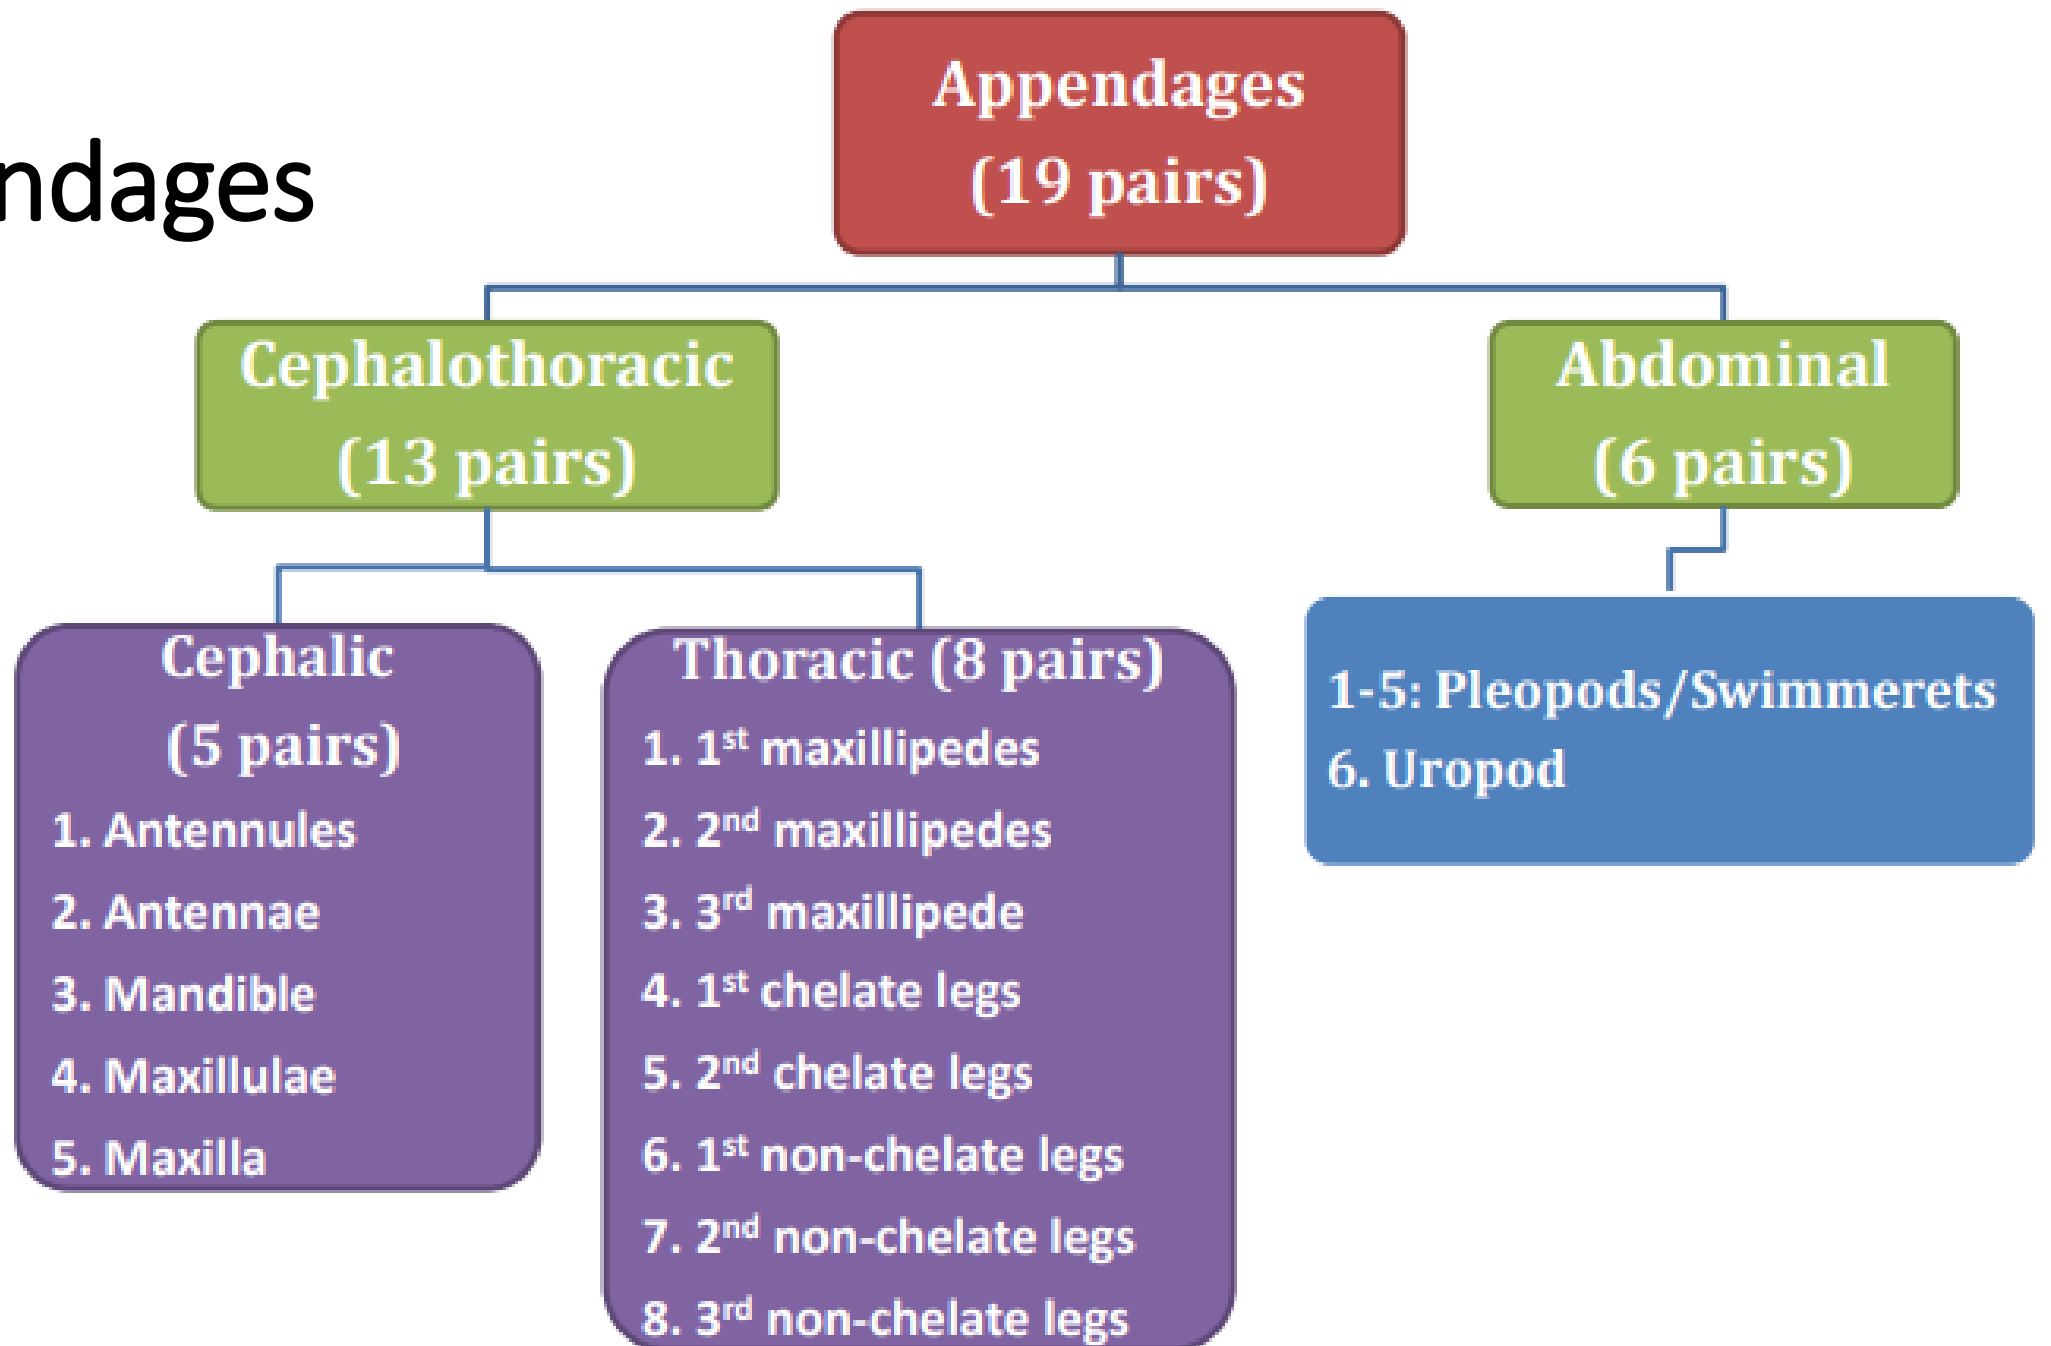 ndages
Appendages
(19 pairs)
Cephalothoracic
(13 pairs)
Abdominal
(6 pairs)
Cephalic
(5 pairs)
1. Antennules
2. Antennae
3. Mandible
4. Maxillulae
5. Maxilla
Thoracic (8 pairs)
1. 1st maxillipedes
2. 2nd maxillipedes
3. 3rd maxillipede
4. 1st chelate legs
5. 2nd chelate legs
6. 1st non-chelate legs
7. 2nd non-chelate legs
8. 3rd non-chelate legs
1-5: Pleopods/Swimmerets
6. Uropod